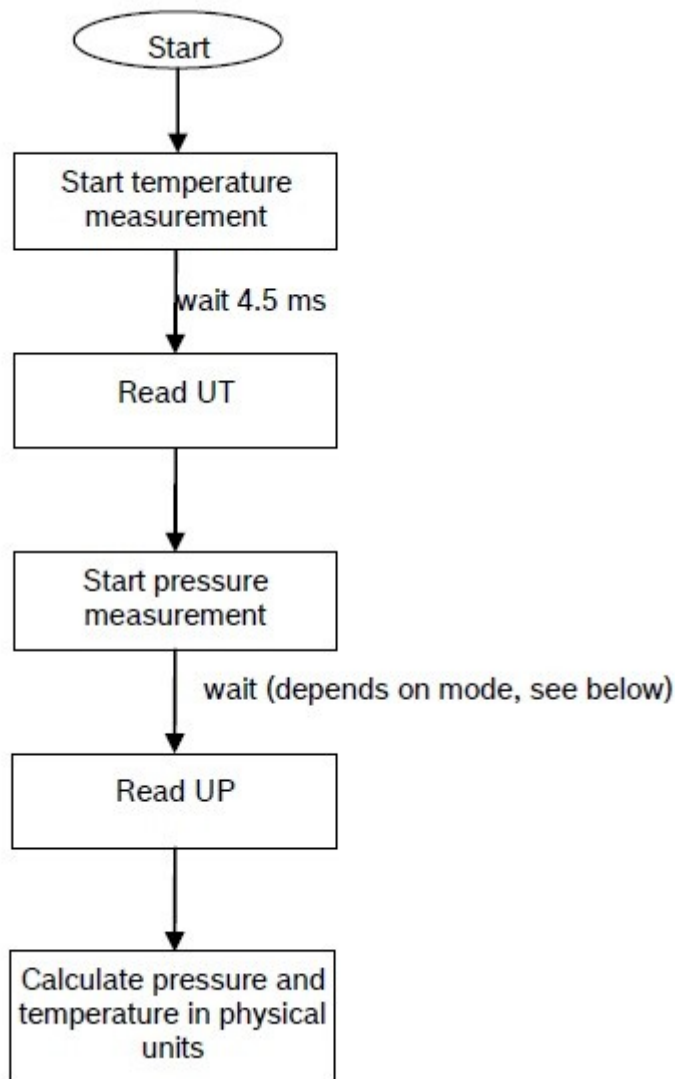 Start
Start temperature
measurement
wait 4.5 ms
Read UT
Start pressure
measurement
wait (depends on mode, see below)
Read UP
Calculate pressure and
temperature in physical
units